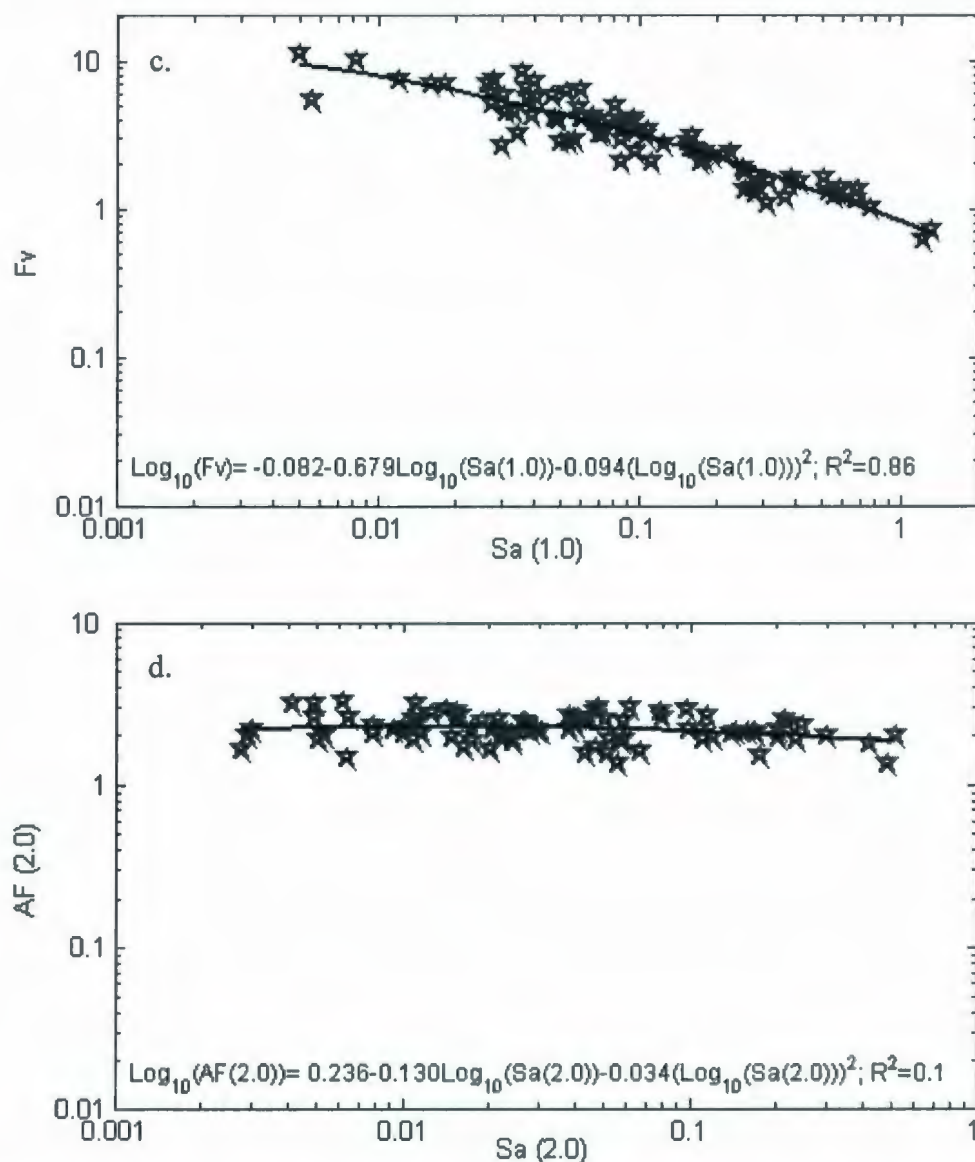 c.
10
1
0.1
0.01
Fv
Log10(Fv)= -0.082-0.679Log10(Sa(1.0))-0.094(Log10(Sa(1.0)))^2; R^2=0.86
0.001 0.01 0.1 1
Sa (1.0)
d.
10
1
0.1
0.01
AF (2.0)
Log10(AF(2.0))= 0.236-0.130Log10(Sa(2.0))-0.034(Log10(Sa(2.0)))^2; R^2=0.1
0.001 0.01 0.1 1
Sa (2.0)